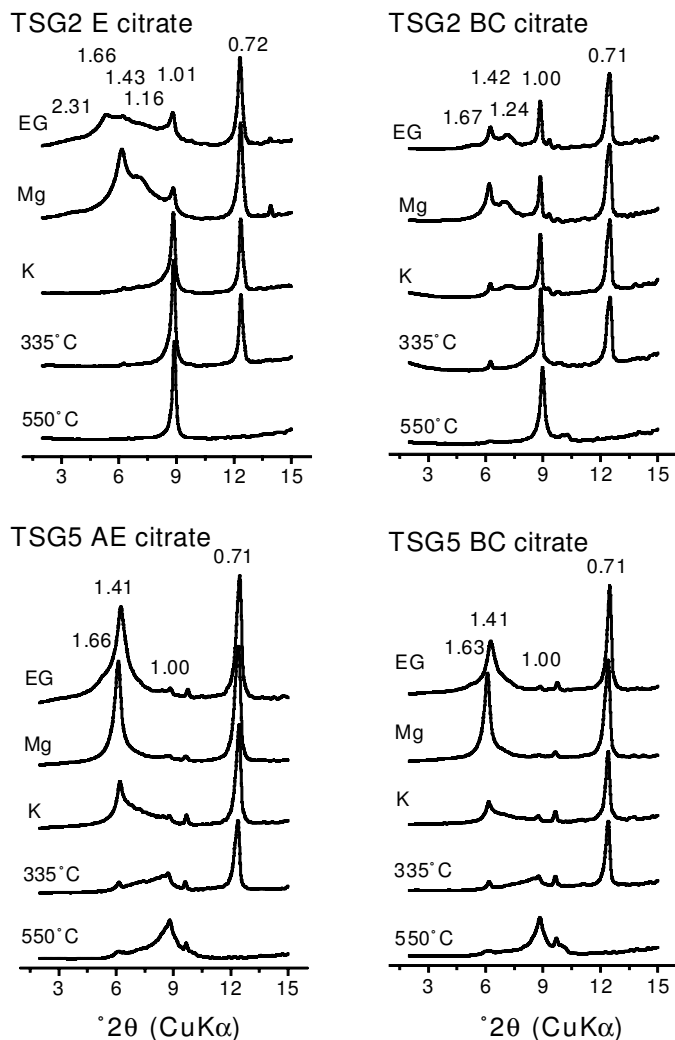 TSG2 E citrate
1.66
1.43
1.01
0.72
2.31
1.16
EG
Mg
K
335°C
550°C
3 6 9 12 15
TSG2 BC citrate
1.42
1.00
0.71
1.67
1.24
EG
Mg
K
335°C
550°C
3 6 9 12 15
TSG5 AE citrate
0.71
1.41
1.66
1.00
EG
Mg
K
335°C
550°C
3 6 9 12 15
°2θ (CuKα)
TSG5 BC citrate
0.71
1.41
1.63
1.00
EG
Mg
K
335°C
550°C
3 6 9 12 15
°2θ (CuKα)